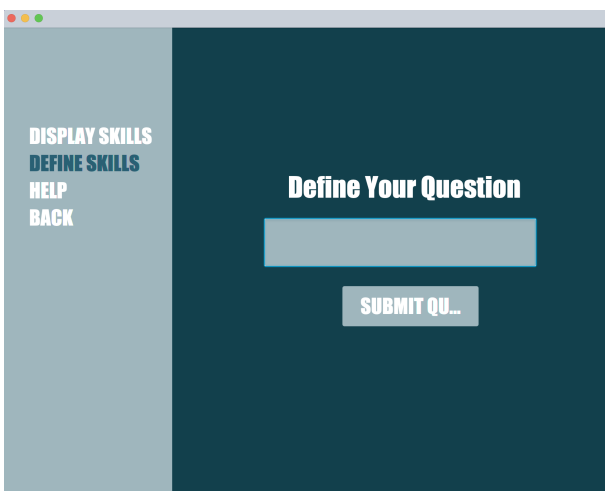 DISPLAY SKILLS
DEFINE SKILLS
HELP
BACK
Define Your Question
SUBMIT QU...